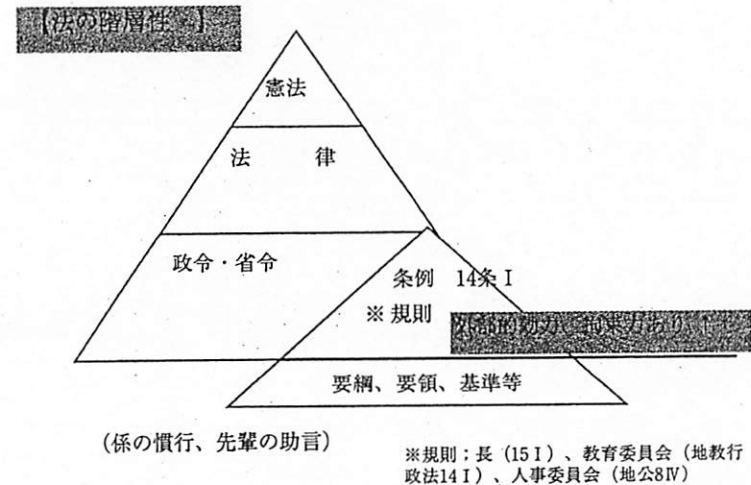 【法の階層性 】
憲法
法 律
政令・省令
条例 14条Ⅰ
※規則
外部的効力、拘束力あり ↑
要綱、要領、基準等
(係の慣行、先輩の助言)
※規則；長（15Ⅰ）、教育委員会（地教行
政法14Ⅰ）、人事委員会（地公8Ⅳ）